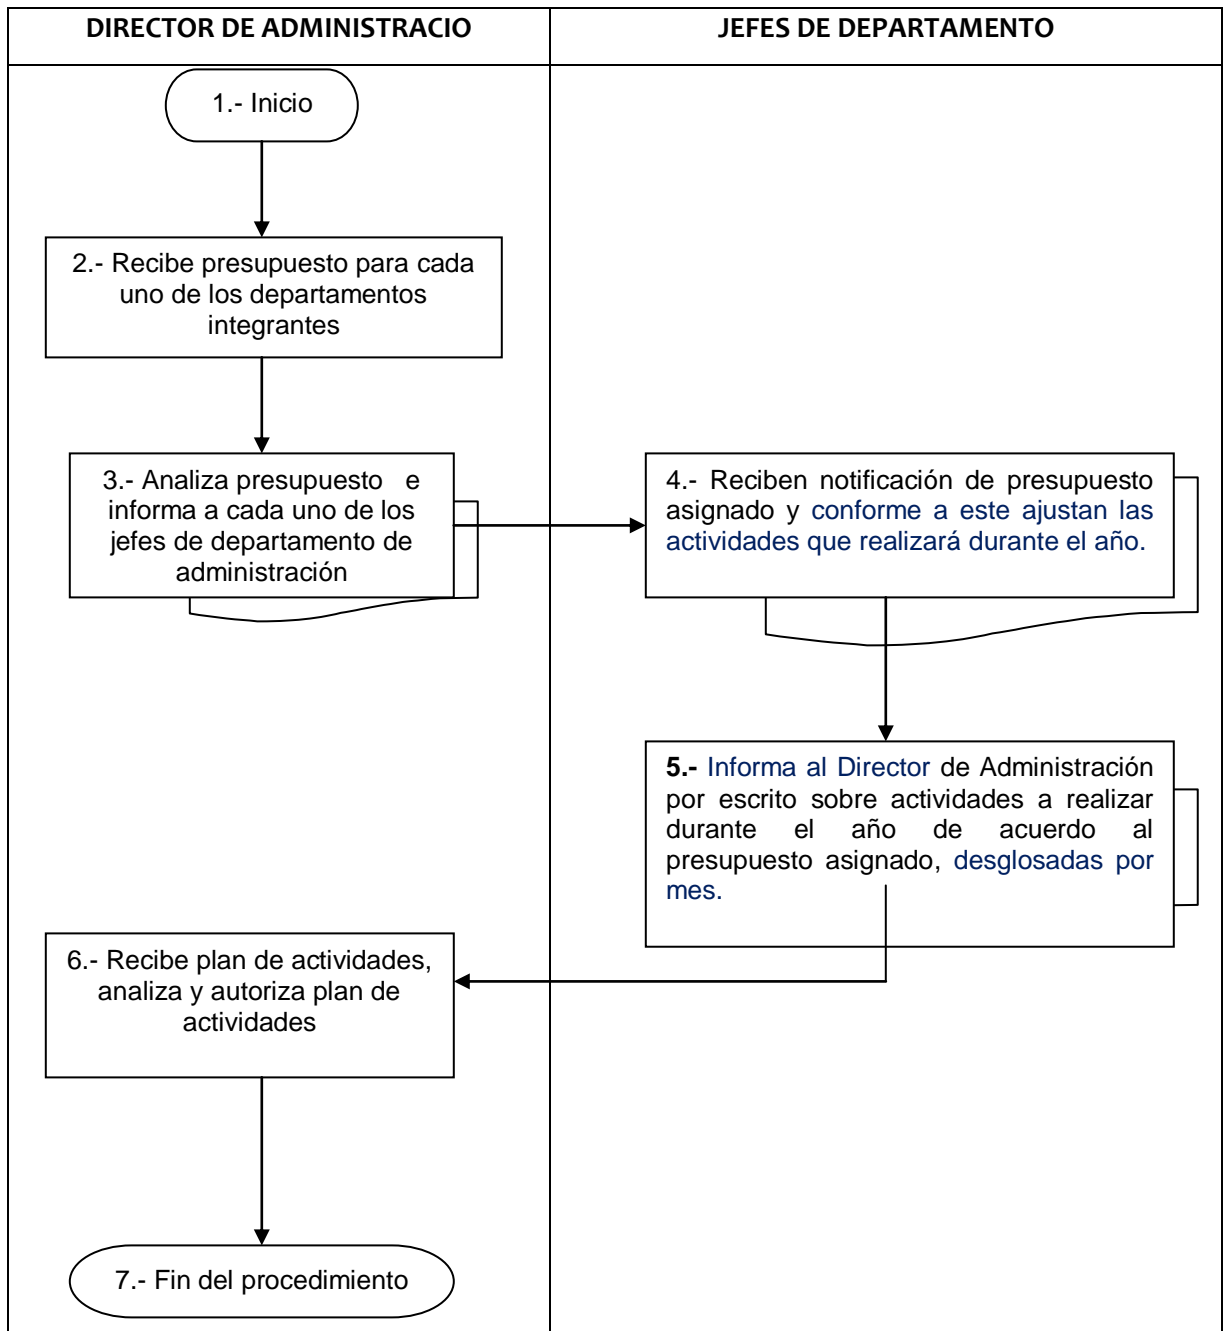 DIRECTOR DE ADMINISTRACIO
JEFES DE DEPARTAMENTO
1.- Inicio
2.- Recibe presupuesto para cada
uno de los departamentos
integrantes
3.- Analiza presupuesto e
informa a cada uno de los
jefes de departamento de
administración
4.- Reciben notificación de presupuesto
asignado y conforme a este ajustan las
actividades que realizará durante el año.
5.- Informa al Director de Administración
por escrito sobre actividades a realizar
durante el año de acuerdo al
presupuesto asignado, desglosadas por
mes.
6.- Recibe plan de actividades,
analiza y autoriza plan de
actividades
7.- Fin del procedimiento